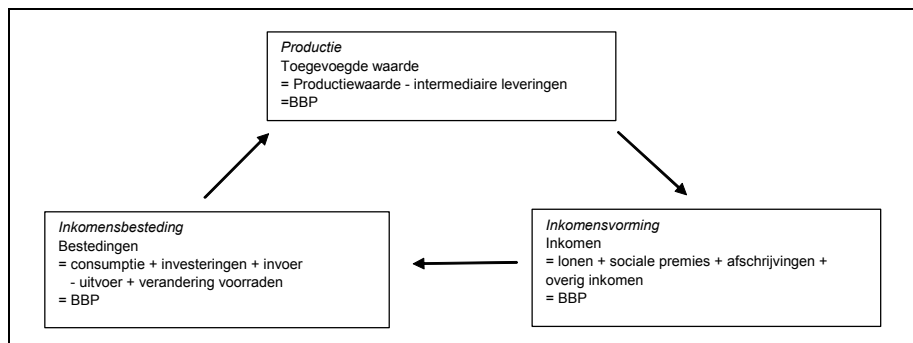 Productie
Toegevoegde waarde
= Productiewaarde - intermediaire leveringen
=BBP
Inkomensbesteding
Bestedingen
= consumptie + investeringen + invoer
- uitvoer + verandering voorraden
= BBP
Inkomensvorming
Inkomen
= lonen + sociale premies + afschrijvingen +
overig inkomen
= BBP